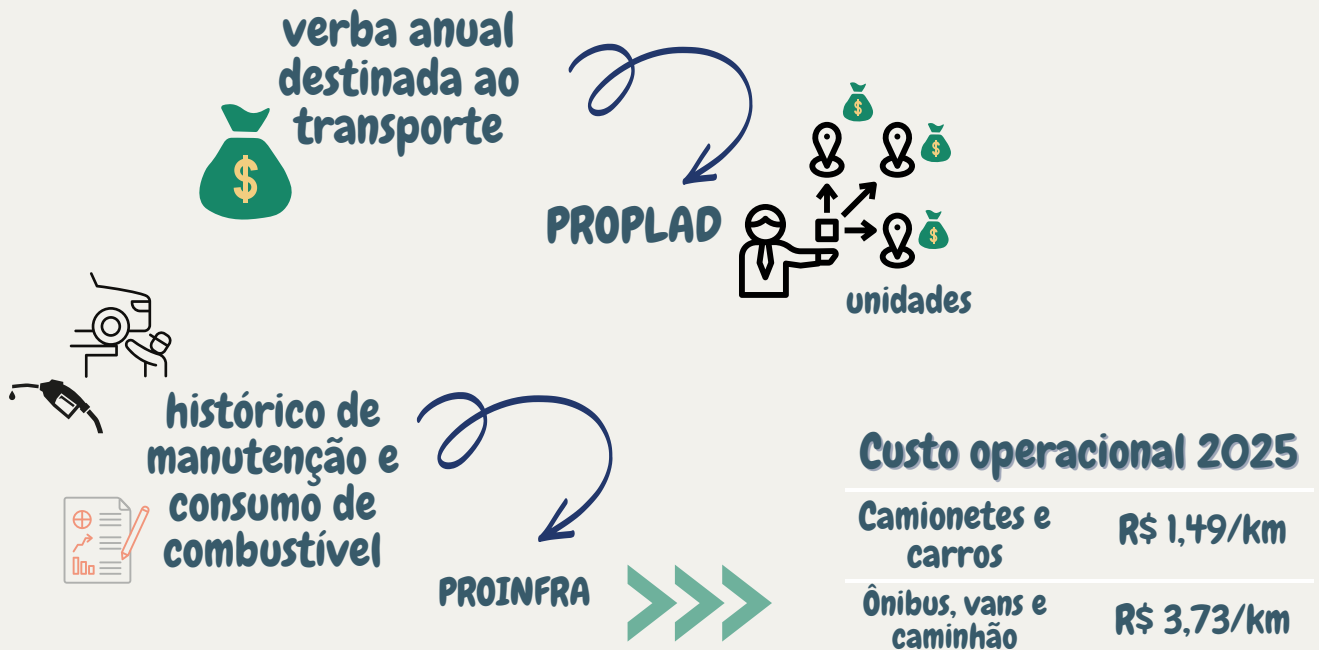 verba anual
destinada ao
transporte
$
$
$
$
PROPLAD
unidades
histórico de
manutenção e
consumo de
combustível
PROINFRA
Custo operacional 2025
Camionetes e
carros
R$ 1,49/km
Ônibus, vans e
caminhão
R$ 3,73/km